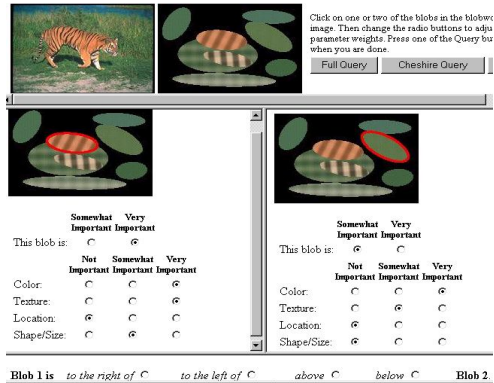 Click on one or two of the blobs in the
image. Then change the radio buttons to
parameter weights. Press one of the Query
when you are done.
Full Query Cheshire Query
Somewhat Very
Important Important
This blob is:
Not Somewhat Very
Important Important Important
Color:
Texture:
Location:
Shape/Size:
Somewhat Very
Important Important
This blob is:
Not Somewhat Very
Important Important Important
Color:
Texture:
Location:
Shape/Size:
Blob 1 is to the right of to the left of above below Blob 2